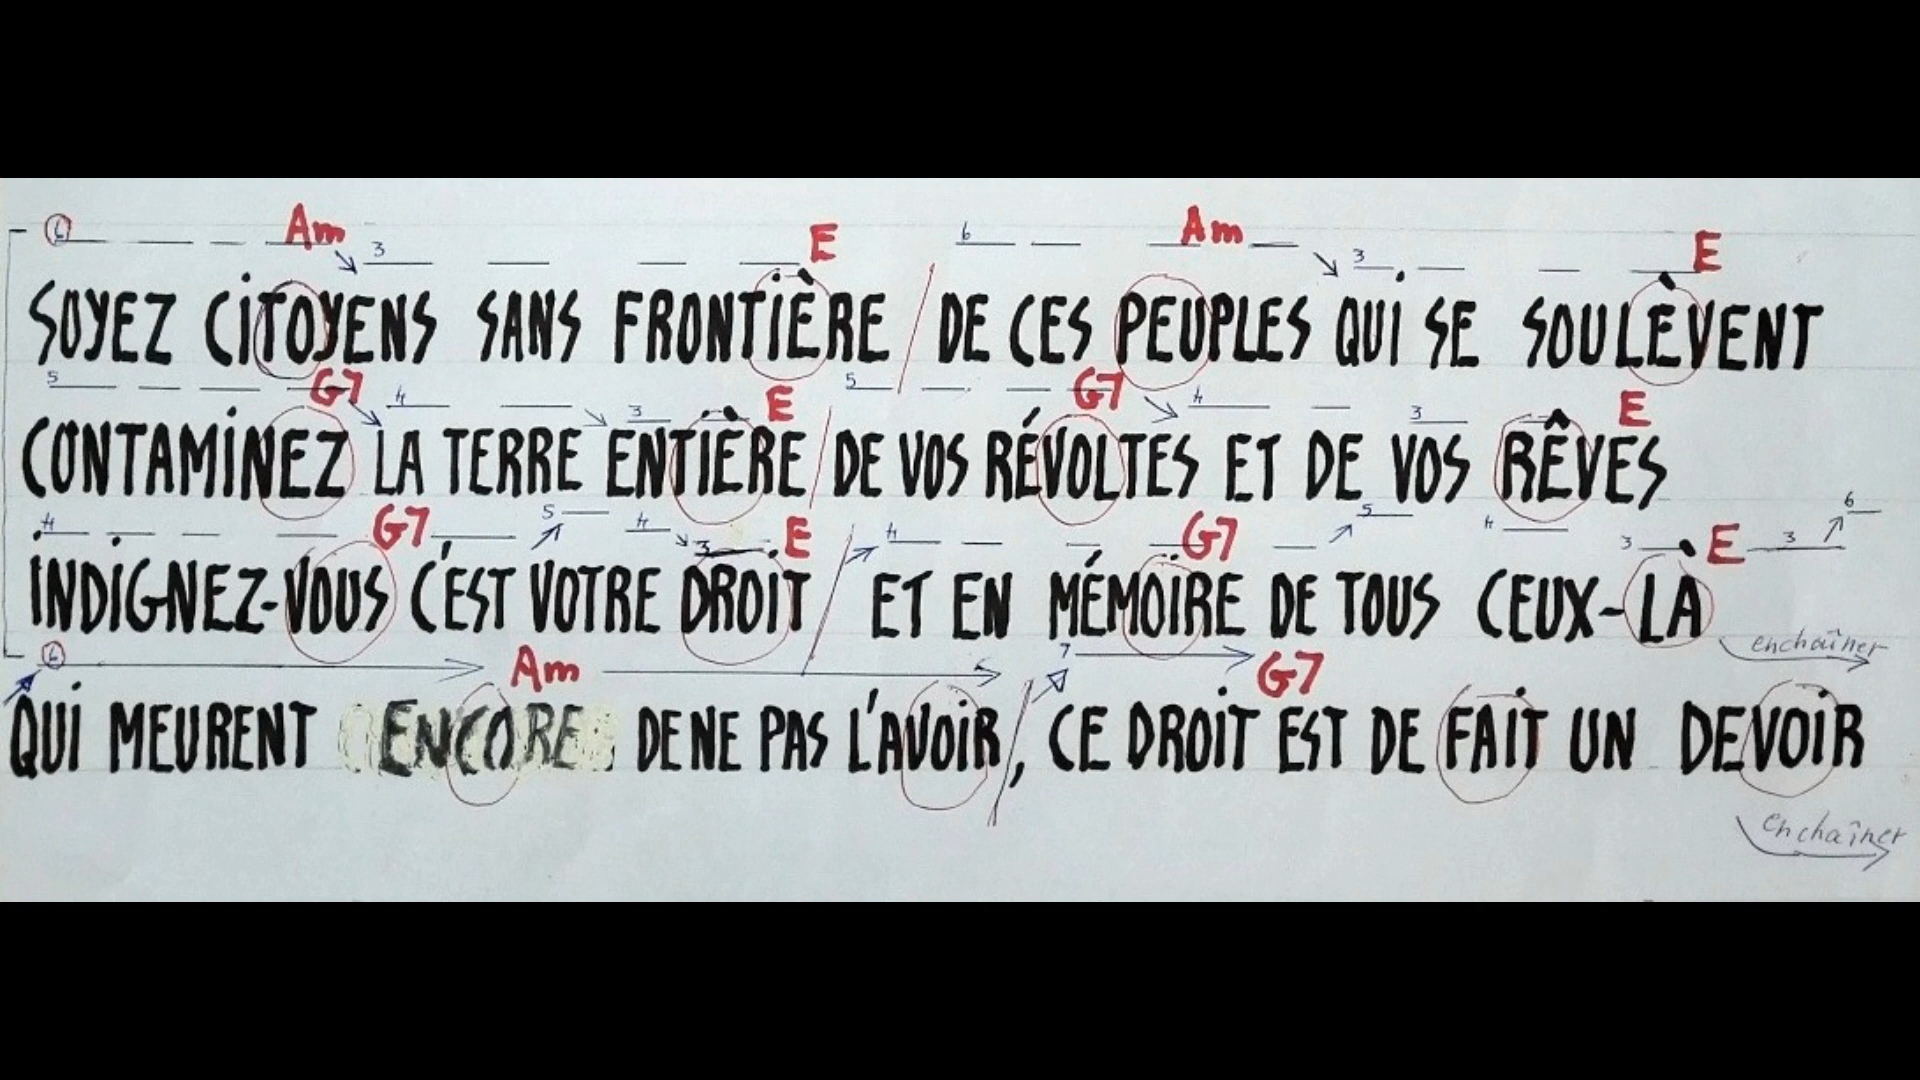 6 Am 3 E 6 Am 3 E
SOYEZ CITOYENS SANS FRONTIÈRE / DE CES PEUPLES QUI SE SOULÈVENT
5 G7 4 3 E 5 G7 4 3 E
CONTAMINEZ LA TERRE ENTIÈRE / DE VOS RÉVOLTES ET DE VOS RÊVES
4 G7 5 4 3 E 4 G7 5 4 3 E 3 6
INDIGNEZ-VOUS C'EST VOTRE DROIT / ET EN MÉMOIRE DE TOUS CEUX-LA
enchaîner
6 Am 7 G7
QUI MEURENT ENCORE DE NE PAS L'AVOIR /, CE DROIT EST DE FAIT UN DEVOIR
enchaîner